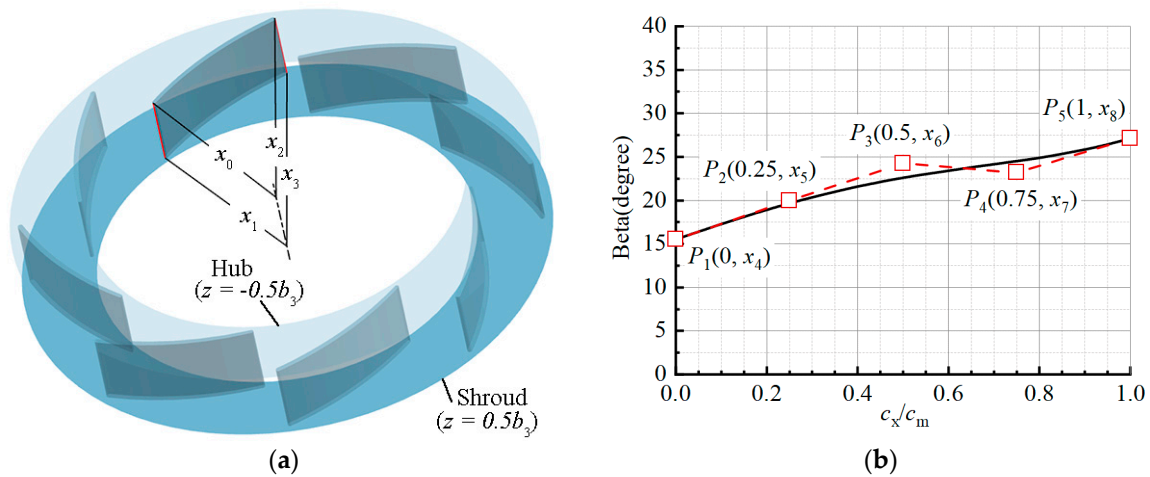 x0
x1
x2
x3
Hub
(z = -0.5b3)
Shroud
(z = 0.5b3)
(a)
40
35
30
25
20
15
10
5
0
Beta(degree)
P1(0, x4)
P2(0.25, x5)
P3(0.5, x6)
P4(0.75, x7)
P5(1, x8)
0.0 0.2 0.4 0.6 0.8 1.0
cx/cm
(b)